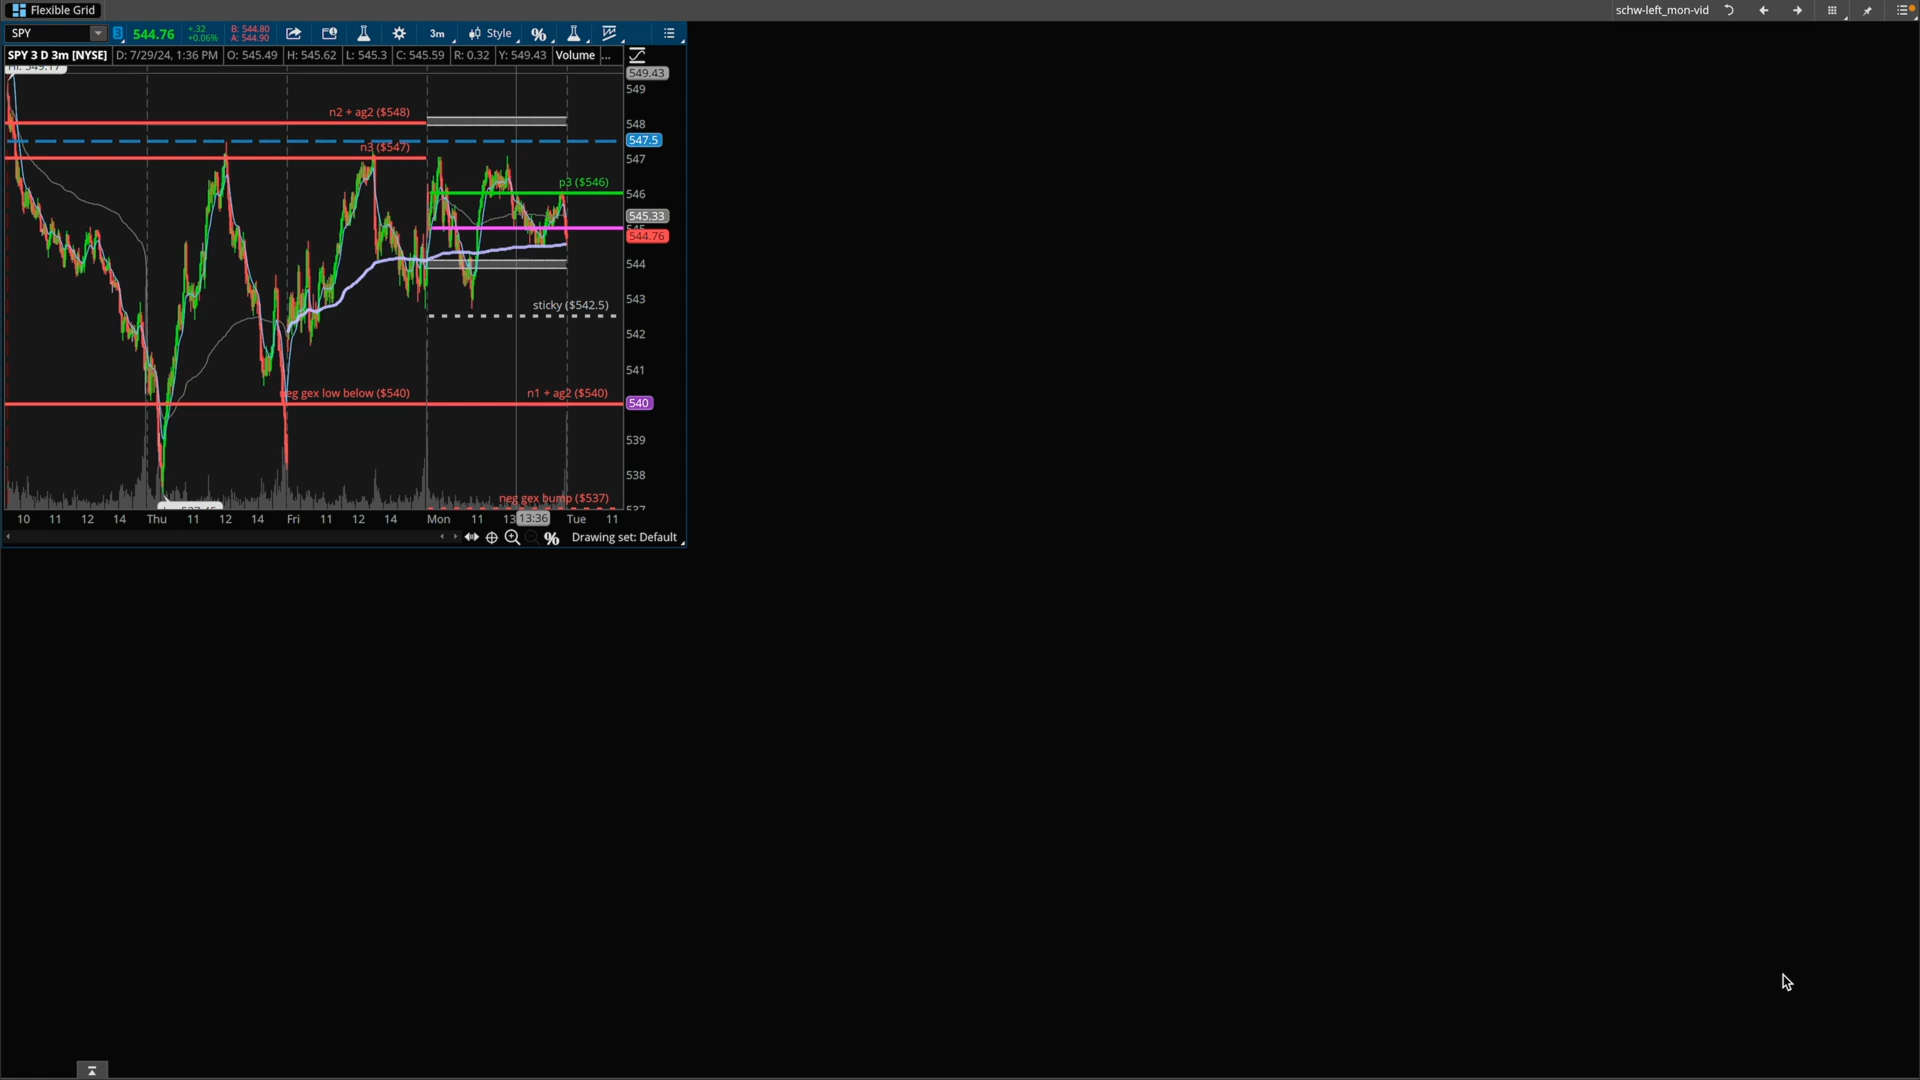 Flexible Grid
schw-left_mon-vid
SPY
3
544.76
+.32
+0.06%
B: 544.80
A: 544.90
3m
Style
%
SPY 3 D 3m [NYSE]
D: 7/29/24, 1:36 PM
O: 545.49
H: 545.62
L: 545.3
C: 545.59
R: 0.32
Y: 549.43
Volume
...
549.43
549
n2 + ag2 ($548)
548
547.5
n3 ($547)
547
p3 ($546)
546
545.33
544.76
544
sticky ($542.5)
543
542
541
neg gex low below ($540)
n1 + ag2 ($540)
540
539
538
neg gex bump ($537)
537
10 11 12 14 Thu 11 12 14 Fri 11 12 14 Mon 11 13 13:36 Tue 11
%
Drawing set: Default